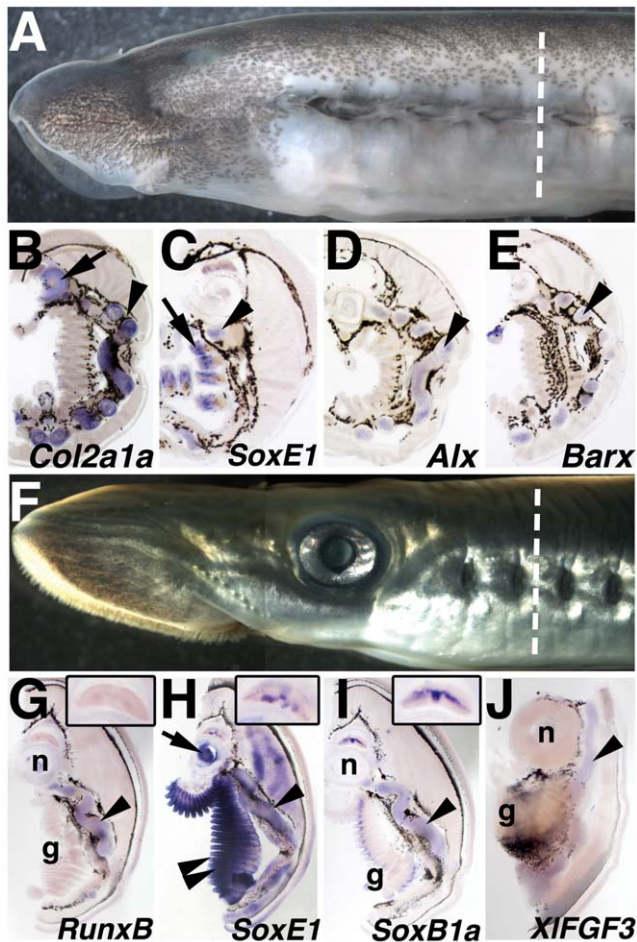 A
B C D E
Col2a1a SoxE1 Alx Barx
F
G H I J
n n n
g g g
RunxB SoxE1 SoxB1a XlFGF3